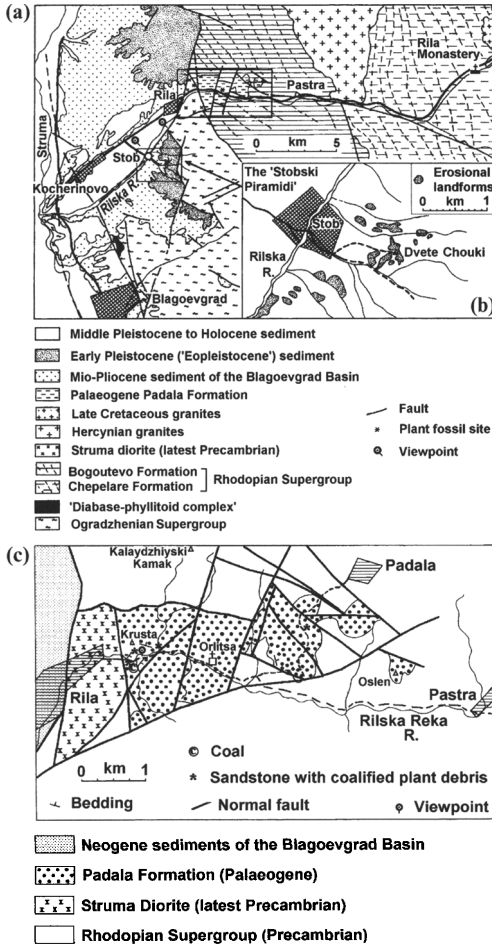 (a)
Rila
Monastery
Rila
Pastra
0 km 5
Struma
Stob
Kocherinovo
Rilska R.
The 'Stobski
Piramidi'
Erosional
landforms
0 km 1
Stob
Rilska
R.
Dvete Chouki
Blagoevgrad
(b)
Middle Pleistocene to Holocene sediment
Early Pleistocene ('Eopleistocene') sediment
Mio-Pliocene sediment of the Blagoevgrad Basin
Palaeogene Padala Formation
Late Cretaceous granites
Hercynian granites
Struma diorite (latest Precambrian)
Bogoutevo Formation
Chepelare Formation
Rhodopian Supergroup
'Diabase-phyllitoid complex'
Ogradzhenian Supergroup
Fault
Plant fossil site
Viewpoint
(c)
Kalaydzhiyski
Kamak
Padala
Krusta
Orlitsa
Oslen
Rila
Pastra
Rilska Reka
R.
Coal
0 km 1
Sandstone with coalified plant debris
Bedding
Normal fault
Viewpoint
Neogene sediments of the Blagoevgrad Basin
Padala Formation (Palaeogene)
Struma Diorite (latest Precambrian)
Rhodopian Supergroup (Precambrian)